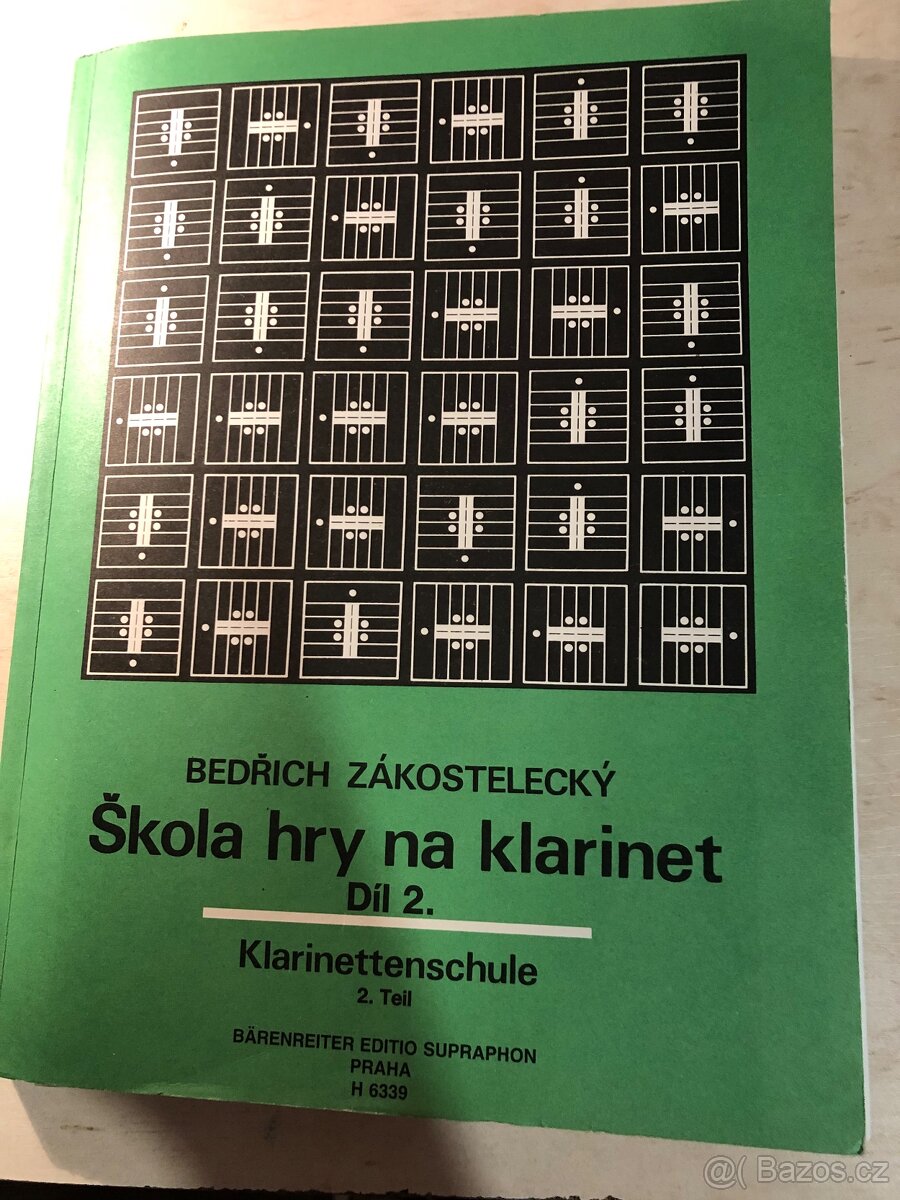 BEDŘICH ZÁKOSTELECKÝ
Škola hry na klarinet
Díl 2.
Klarinettenschule
2. Teil
BÄRENREITER EDITIO SUPRAPHON
PRAHA
H 6339
@( Bazos.cz